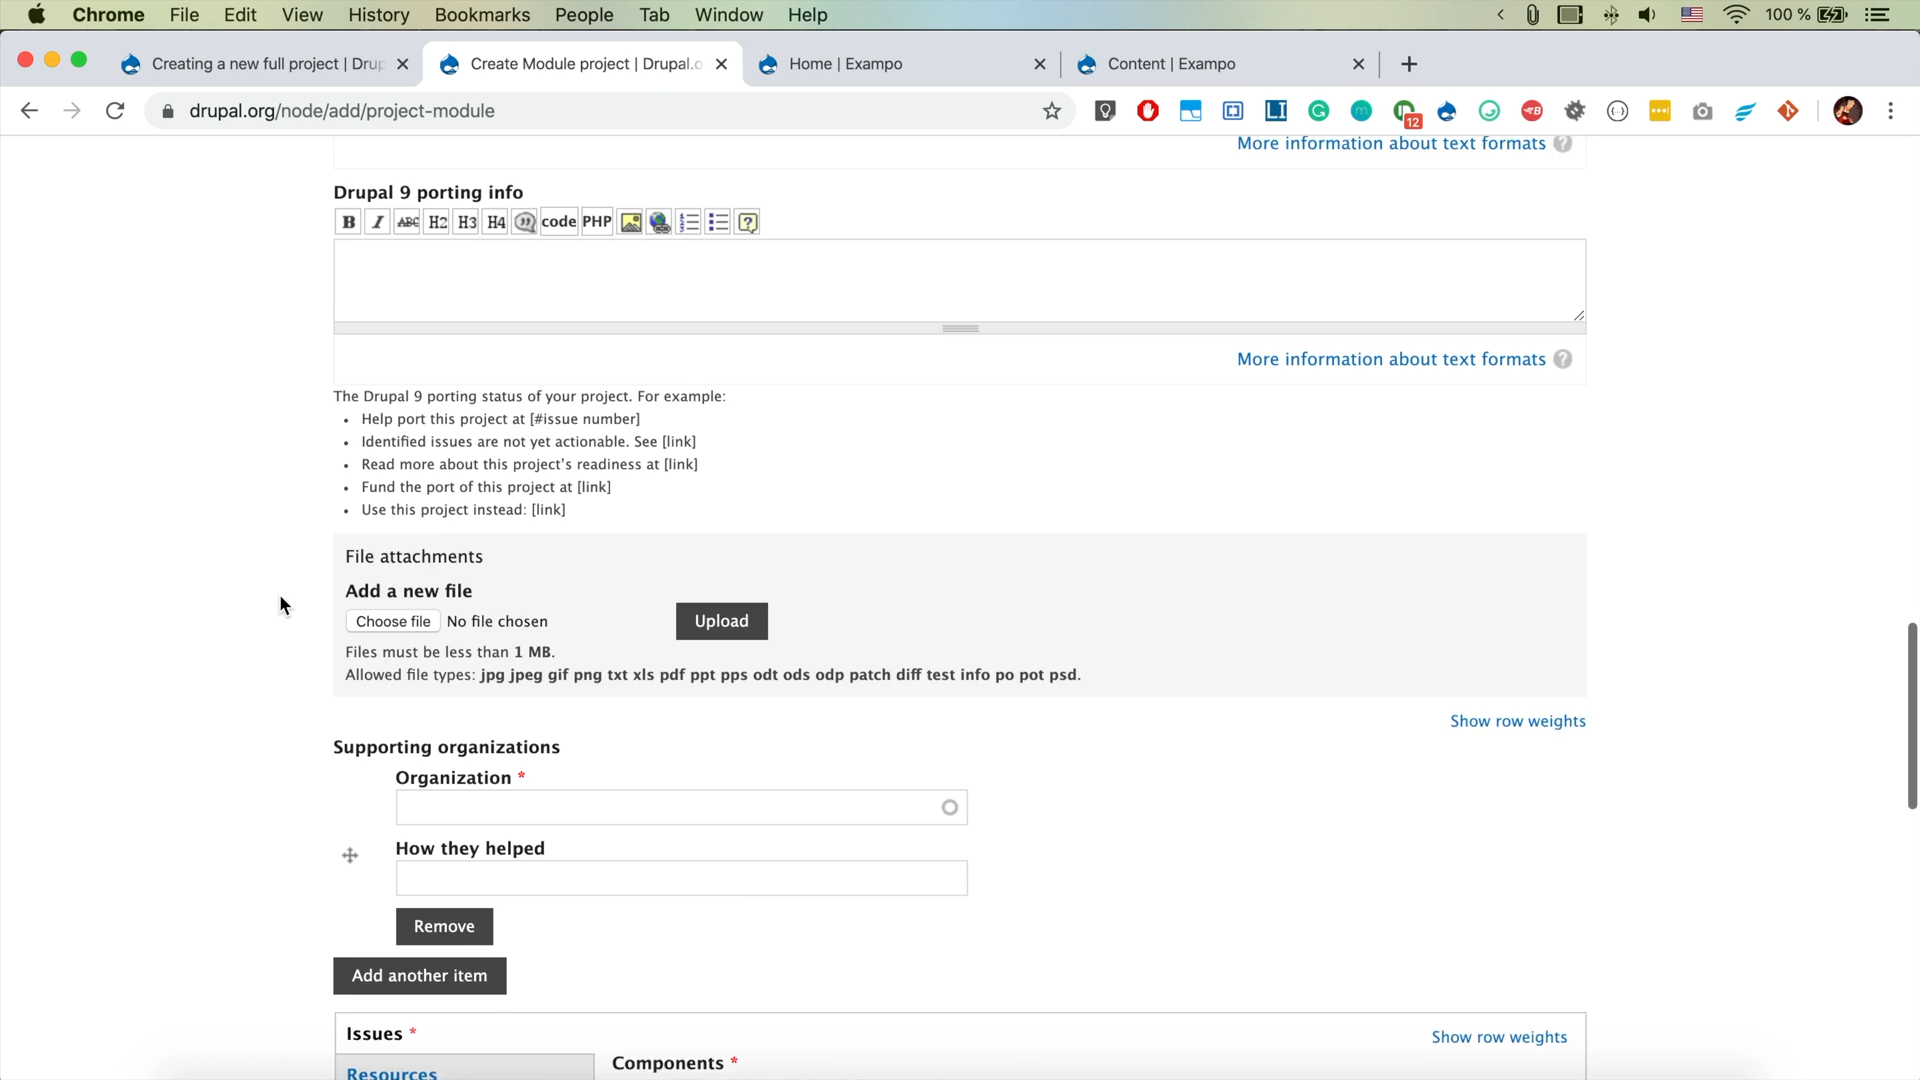 Chrome File Edit View History Bookmarks People Tab Window Help 100 %
Creating a new full project | Drup
Create Module project | Drupal.o
Home | Exampo
Content | Exampo
drupal.org/node/add/project-module
12
More information about text formats ?
Drupal 9 porting info
B I ABC H2 H3 H4 code PHP ?
More information about text formats ?
The Drupal 9 porting status of your project. For example:
• Help port this project at [#issue number]
• Identified issues are not yet actionable. See [link]
• Read more about this project’s readiness at [link]
• Fund the port of this project at [link]
• Use this project instead: [link]
File attachments
Add a new file
Choose file No file chosen Upload
Files must be less than 1 MB.
Allowed file types: jpg jpeg gif png txt xls pdf ppt pps odt ods odp patch diff test info po pot psd.
Show row weights
Supporting organizations
Organization *
How they helped
Remove
Add another item
Issues *
Show row weights
Resources
Components *